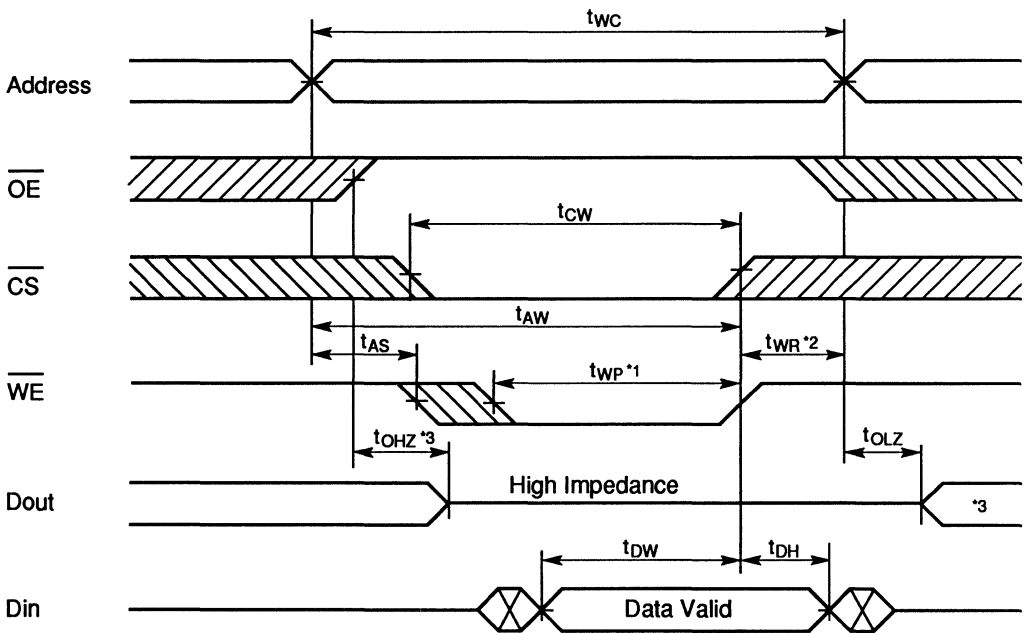 tWC
Address
OE
tCW
CS
tAW
tAS
tWR *2
WE
tWP *1
tOHZ *3
tOLZ
High Impedance
Dout
*3
tDW
tDH
Din
Data Valid